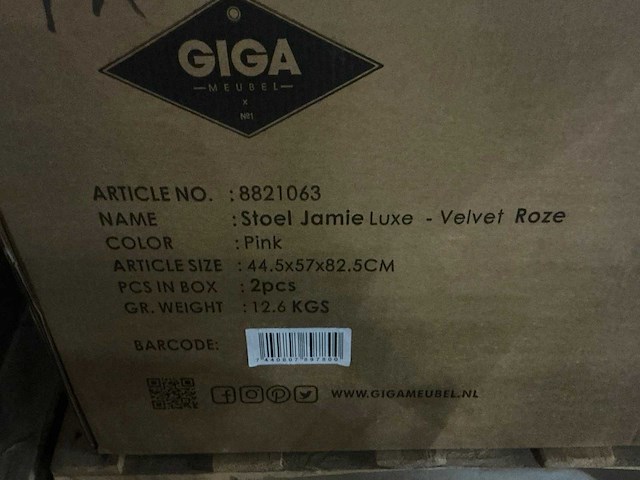 GIGA
MEUBEL
x
NR1
ARTICLE NO. : 8821063
NAME : Stoel Jamie Luxe - Velvet Roze
COLOR : Pink
ARTICLE SIZE : 44.5x57x82.5CM
PCS IN BOX : 2pcs
GR. WEIGHT : 12.6 KGS
BARCODE:
WWW.GIGAMEUBEL.NL